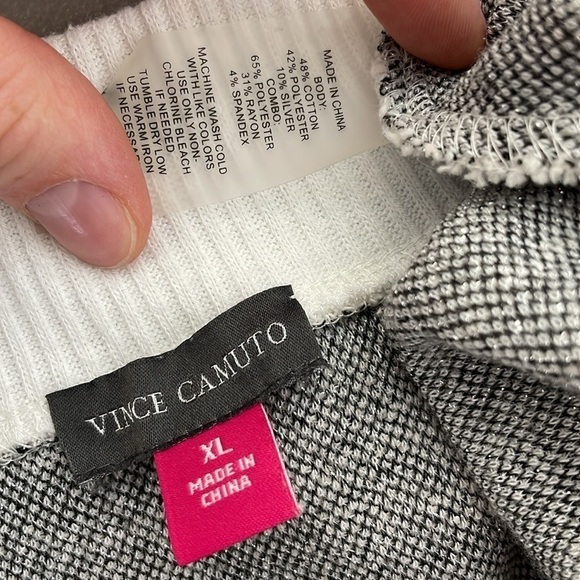 MADE IN CHINA
BODY:
48% COTTON
42% POLYESTER
10% SILVER
COMBO:
65% POLYESTER
31% RAYON
4% SPANDEX
MACHINE WASH COLD
WITH LIKE COLORS
USE ONLY NON-
CHLORINE BLEACH
IF NEEDED
TUMBLE DRY LOW
USE WARM IRON
IF NECESSAR
VINCE CAMUTO
XL
MADE IN
CHINA